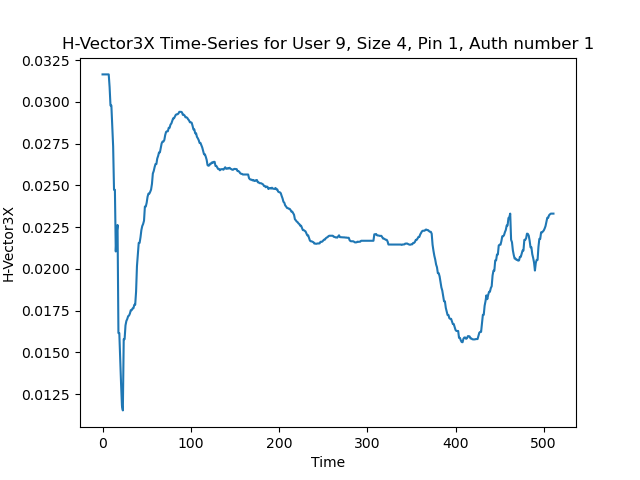 H-Vector3X Time-Series for User 9, Size 4, Pin 1, Auth number 1
0.0325
0.0300
0.0275
0.0250
0.0225
0.0200
0.0175
0.0150
0.0125
H-Vector3X
0 100 200 300 400 500
Time